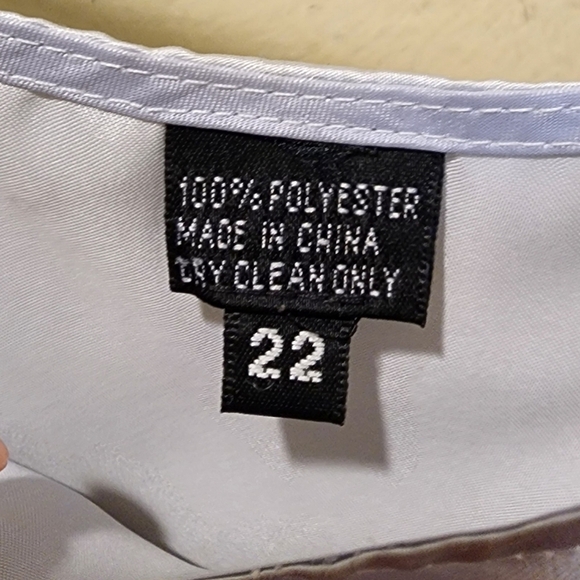 100% POLYESTER
MADE IN CHINA
DRY CLEAN ONLY
22